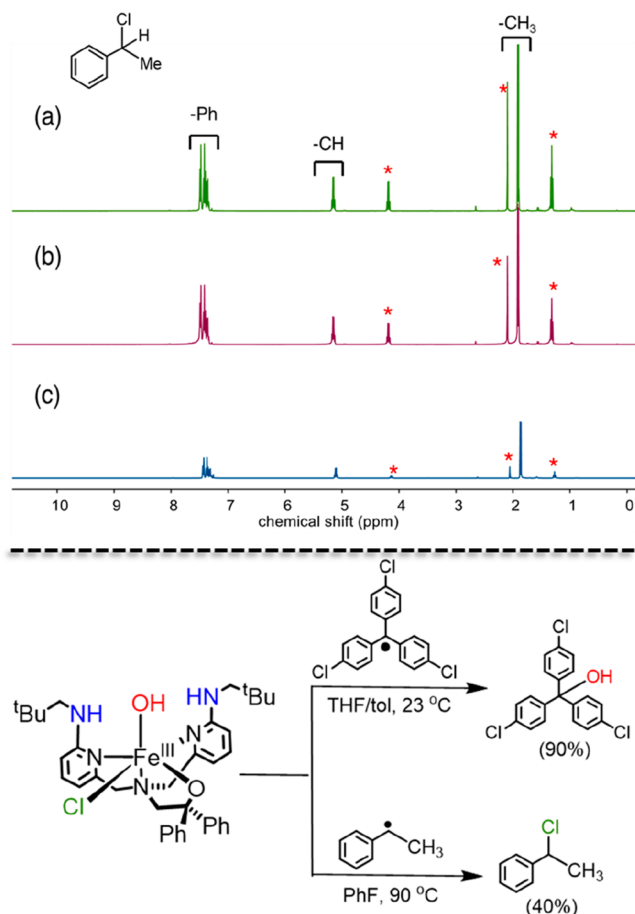 Cl
H
Me
-CH₃
*
(a)
-Ph
-CH
*
*
(b)
*
*
*
(c)
*
*
*
10 9 8 7 6 5 4 3 2 1 0
chemical shift (ppm)
Cl
Cl
Cl
THF/tol, 23 °C
Cl
OH
Cl
Cl
(90%)
ᵗBu
NH
OH
HN
ᵗBu
N
Feᴵᴵᴵ
N
Cl
N
O
Ph
Ph
CH₃
PhF, 90 °C
Cl
CH₃
(40%)